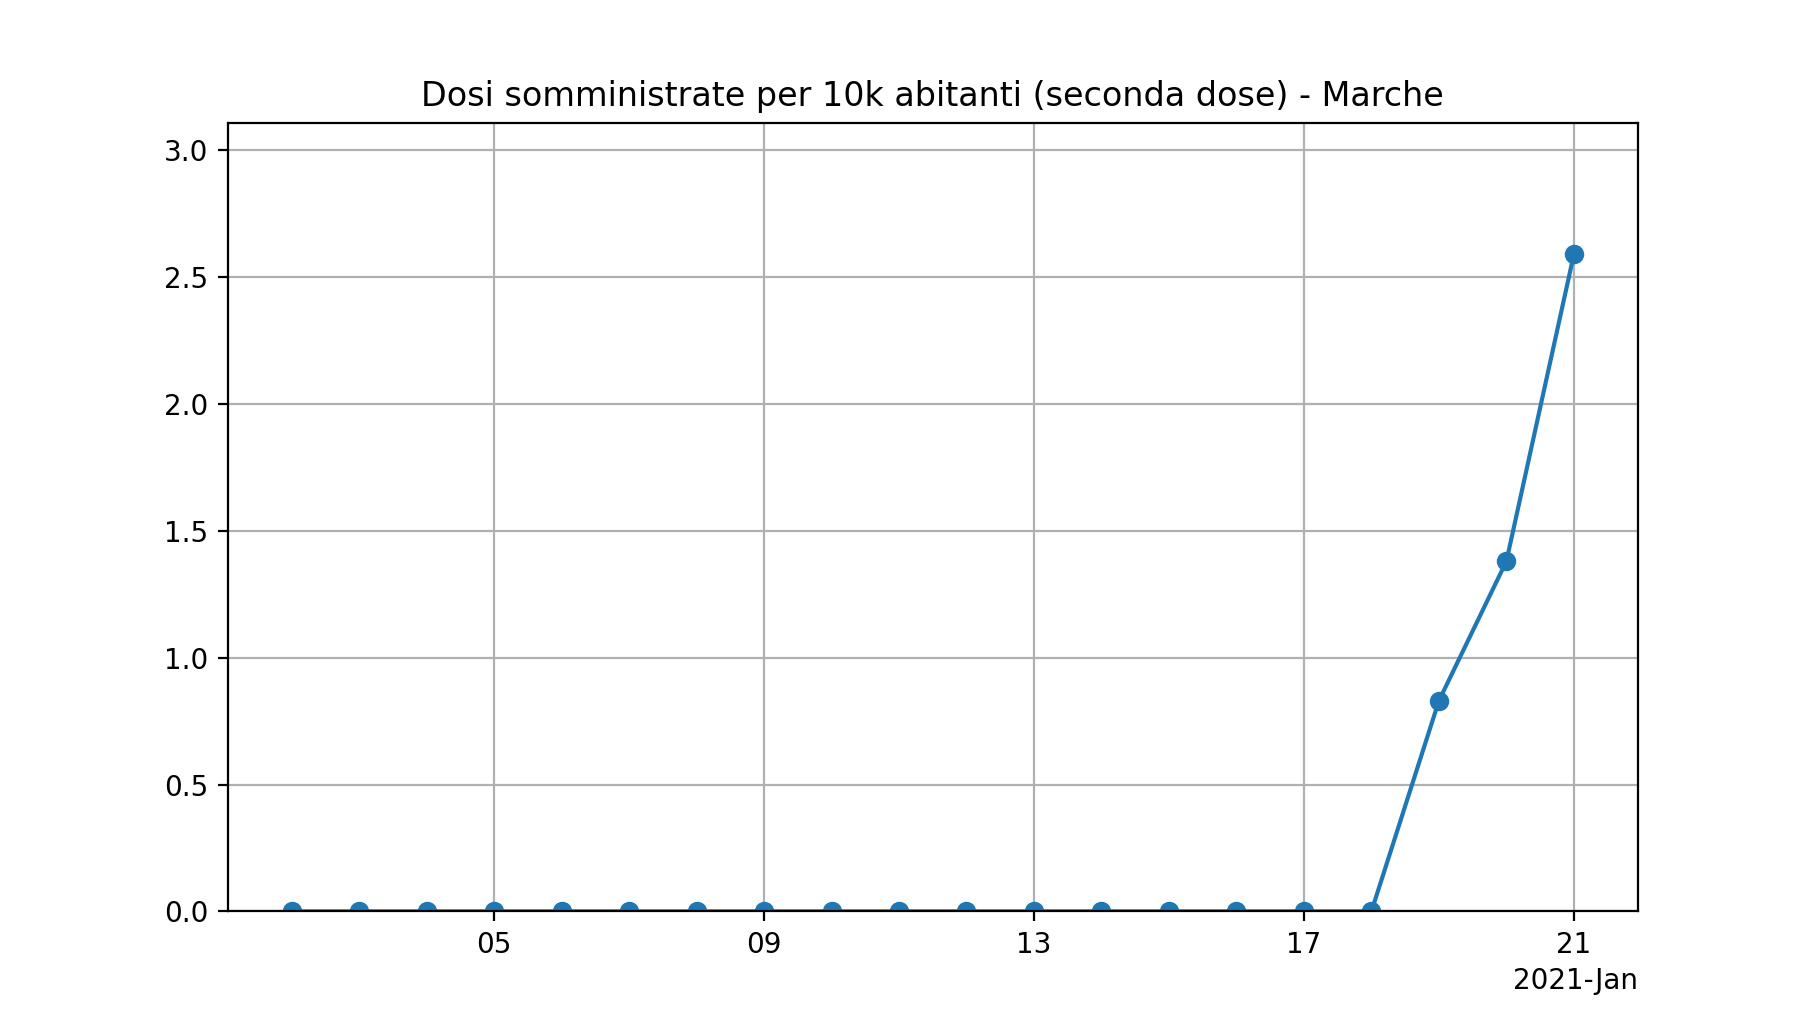 Dosi somministrate per 10k abitanti (seconda dose) - Marche
3.0
2.5
2.0
1.5
1.0
0.5
0.0
05 09 13 17 21
2021-Jan